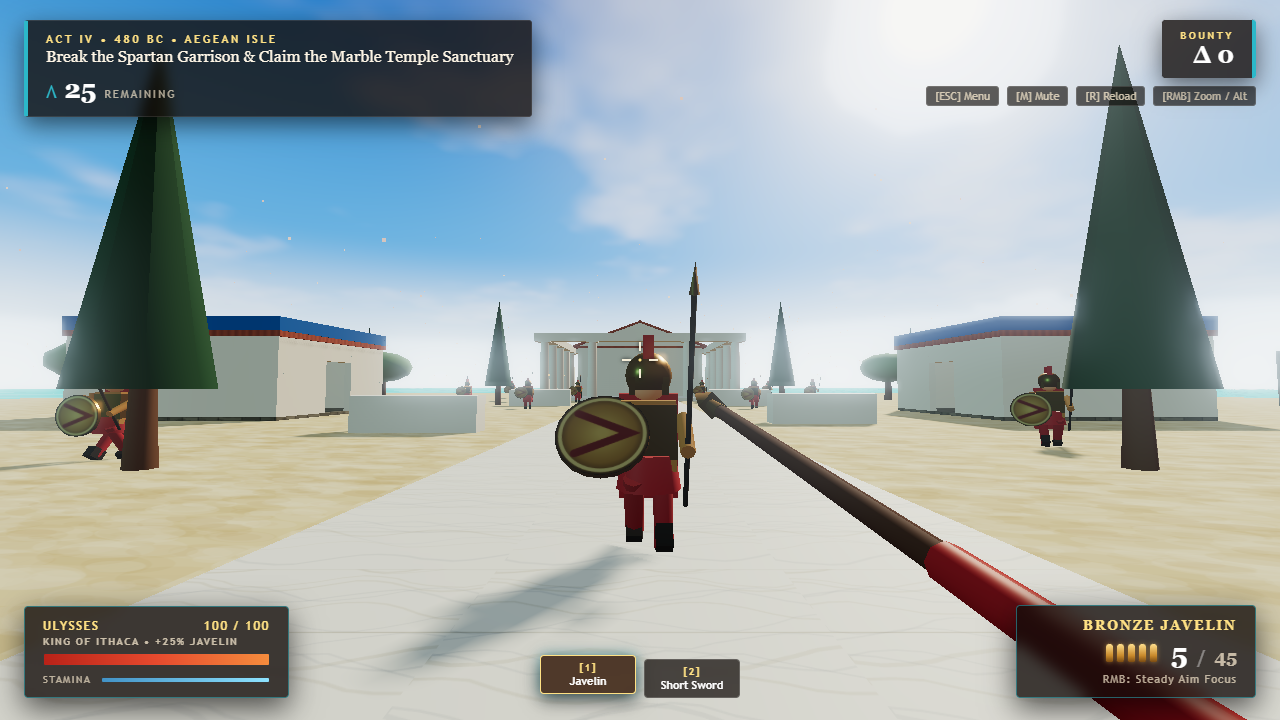 ACT IV • 480 BC • AEGEAN ISLE
Break the Spartan Garrison & Claim the Marble Temple Sanctuary
Λ 25 REMAINING
BOUNTY
Δ 0
[ESC] Menu
[M] Mute
[R] Reload
[RMB] Zoom / Alt
ULYSSES 100 / 100
KING OF ITHACA • +25% JAVELIN
STAMINA
[1]
Javelin
[2]
Short Sword
BRONZE JAVELIN
5 / 45
RMB: Steady Aim Focus